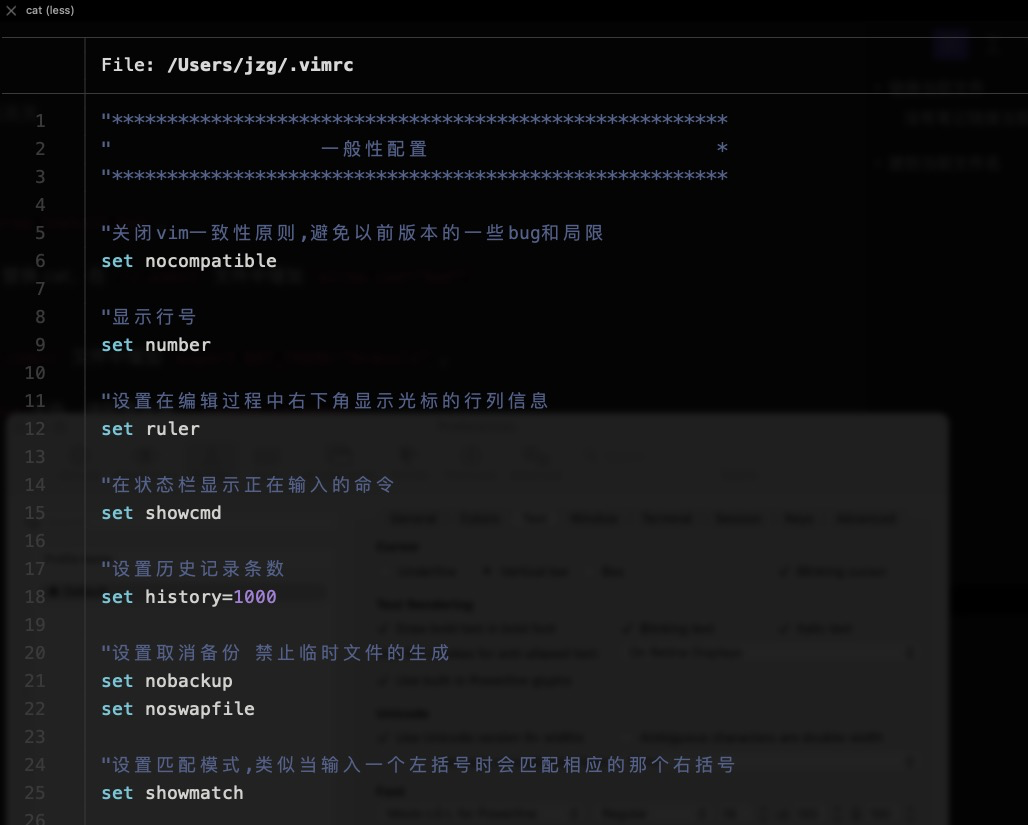 cat (less)
File: /Users/jzg/.vimrc
1 "********************************************************
2 " 一般性配置 *
3 "********************************************************
4
5 "关闭vim一致性原则,避免以前版本的一些bug和局限
6 set nocompatible
7
8 "显示行号
9 set number
10
11 "设置在编辑过程中右下角显示光标的行列信息
12 set ruler
13
14 "在状态栏显示正在输入的命令
15 set showcmd
16
17 "设置历史记录条数
18 set history=1000
19
20 "设置取消备份 禁止临时文件的生成
21 set nobackup
22 set noswapfile
23
24 "设置匹配模式,类似当输入一个左括号时会匹配相应的那个右括号
25 set showmatch
26